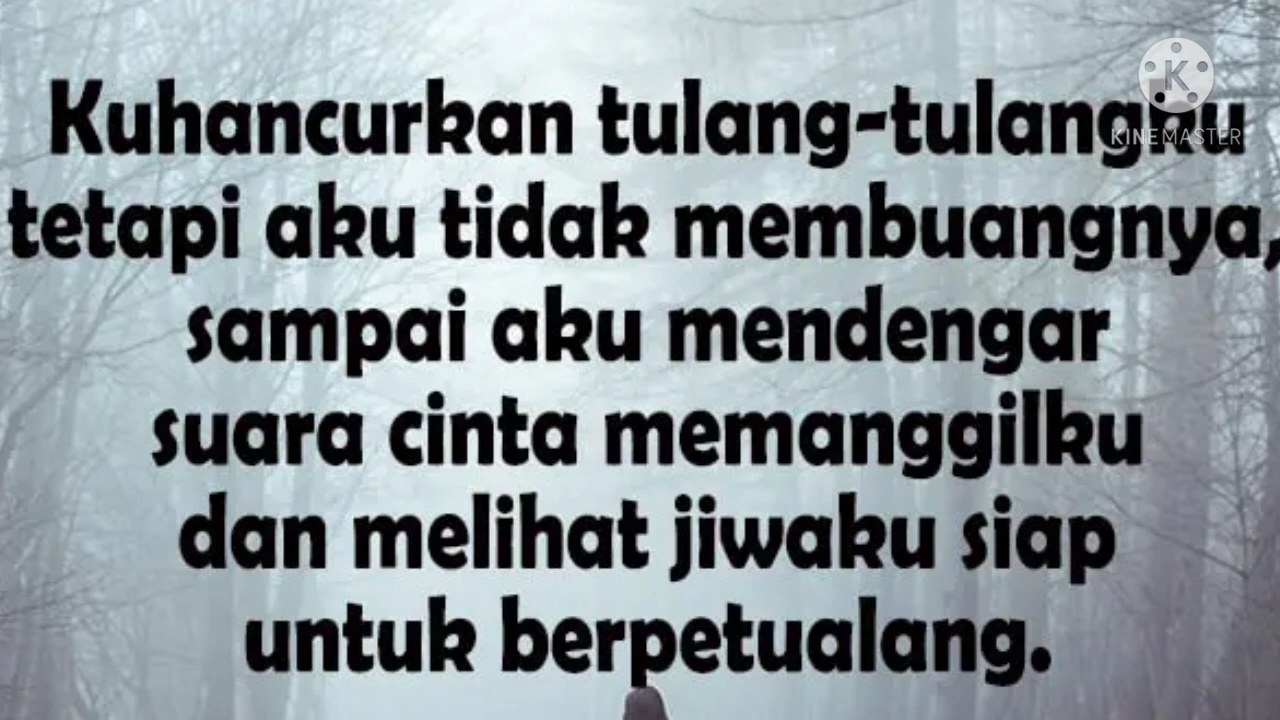 Kuhancurkan tulang-tulangku
tetapi aku tidak membuangnya,
sampai aku mendengar
suara cinta memanggilku
dan melihat jiwaku siap
untuk berpetualang.
K
KINEMASTER